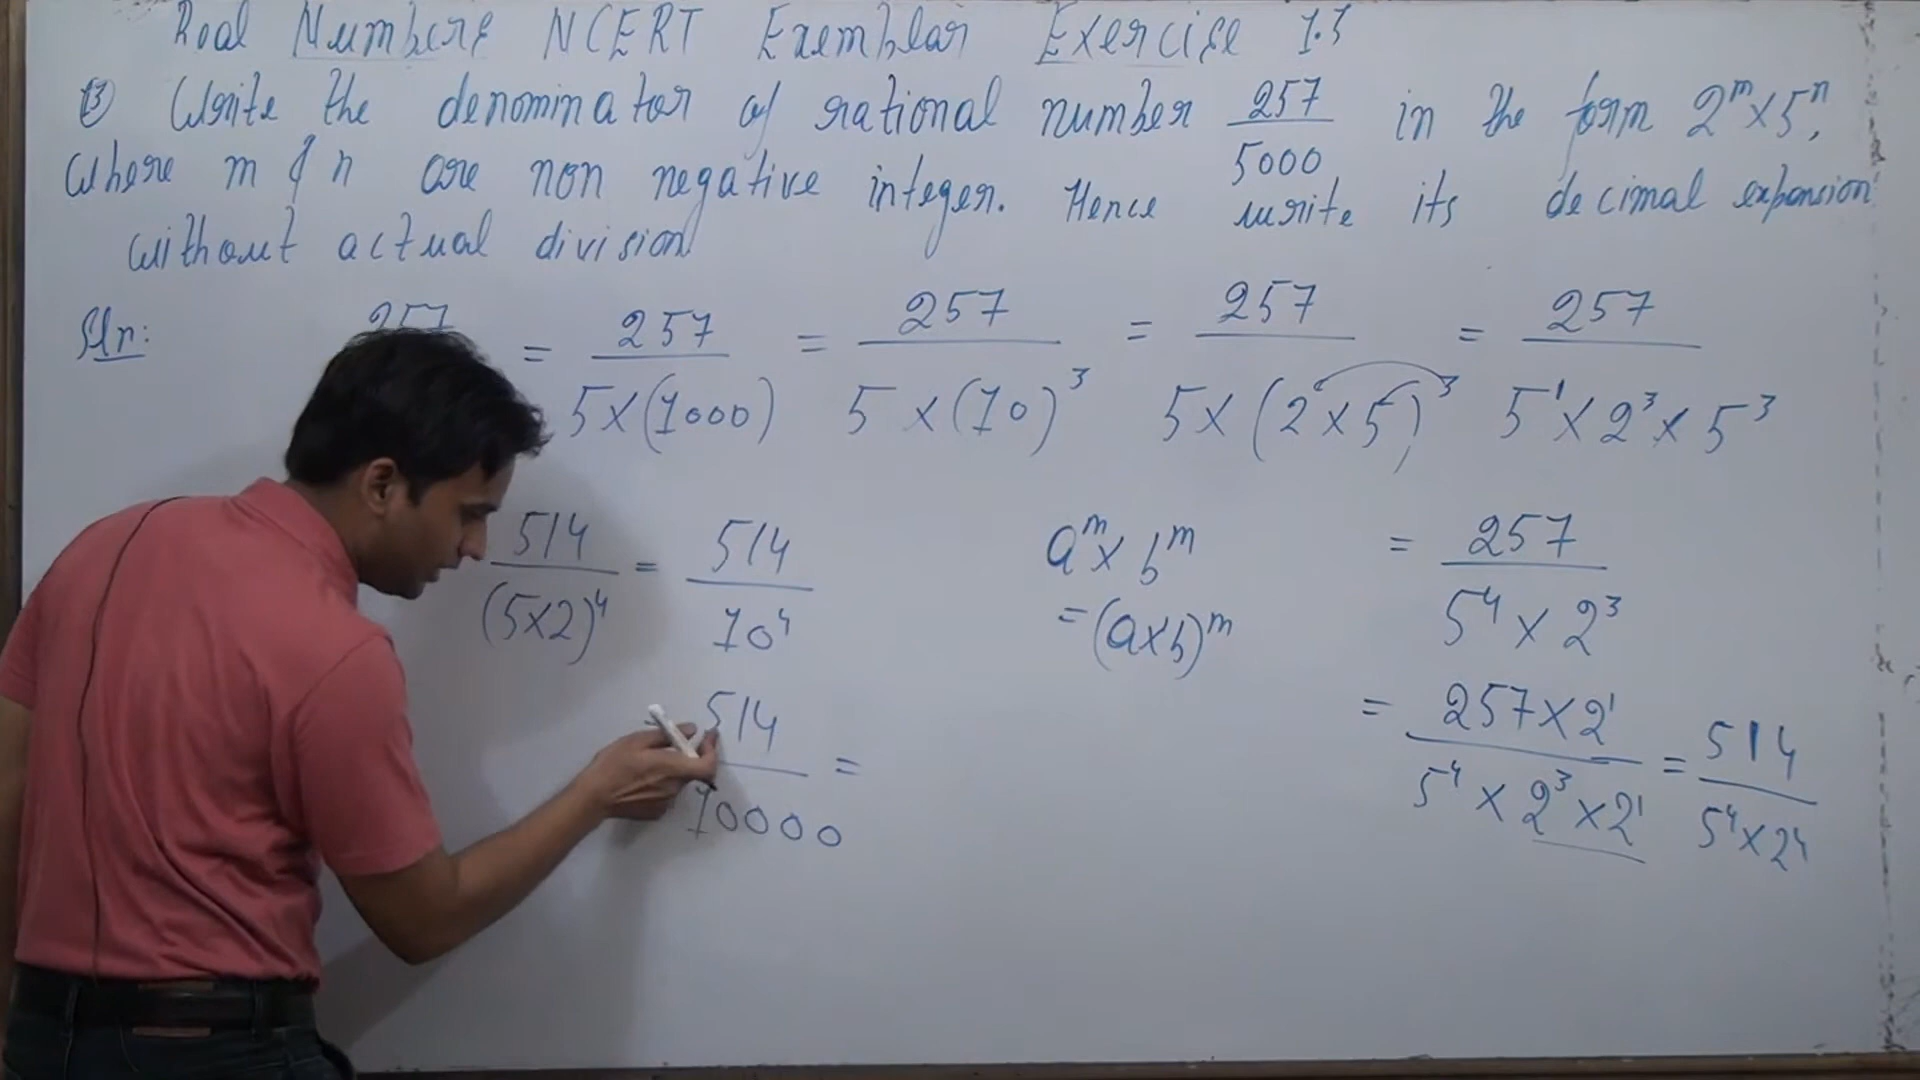 Real Numbers NCERT Exemplar Exercise 1.3
13 Write the denominator of rational number 257/5000 in the form 2^m × 5^n,
where m & n are non negative integer. Hence write its decimal expansion
without actual division
Sln: 257 = 257/(5×(1000)) = 257/(5×(10)^3) = 257/(5×(2×5)^3) = 257/(5^1×2^3×5^3)
514/(5×2)^4 = 514/10^4
a^m × b^m
= (a×b)^m
= 257/(5^4×2^3)
= 514/10000 =
= (257×2^1)/(5^4×2^3×2^1) = 514/(5^4×2^4)